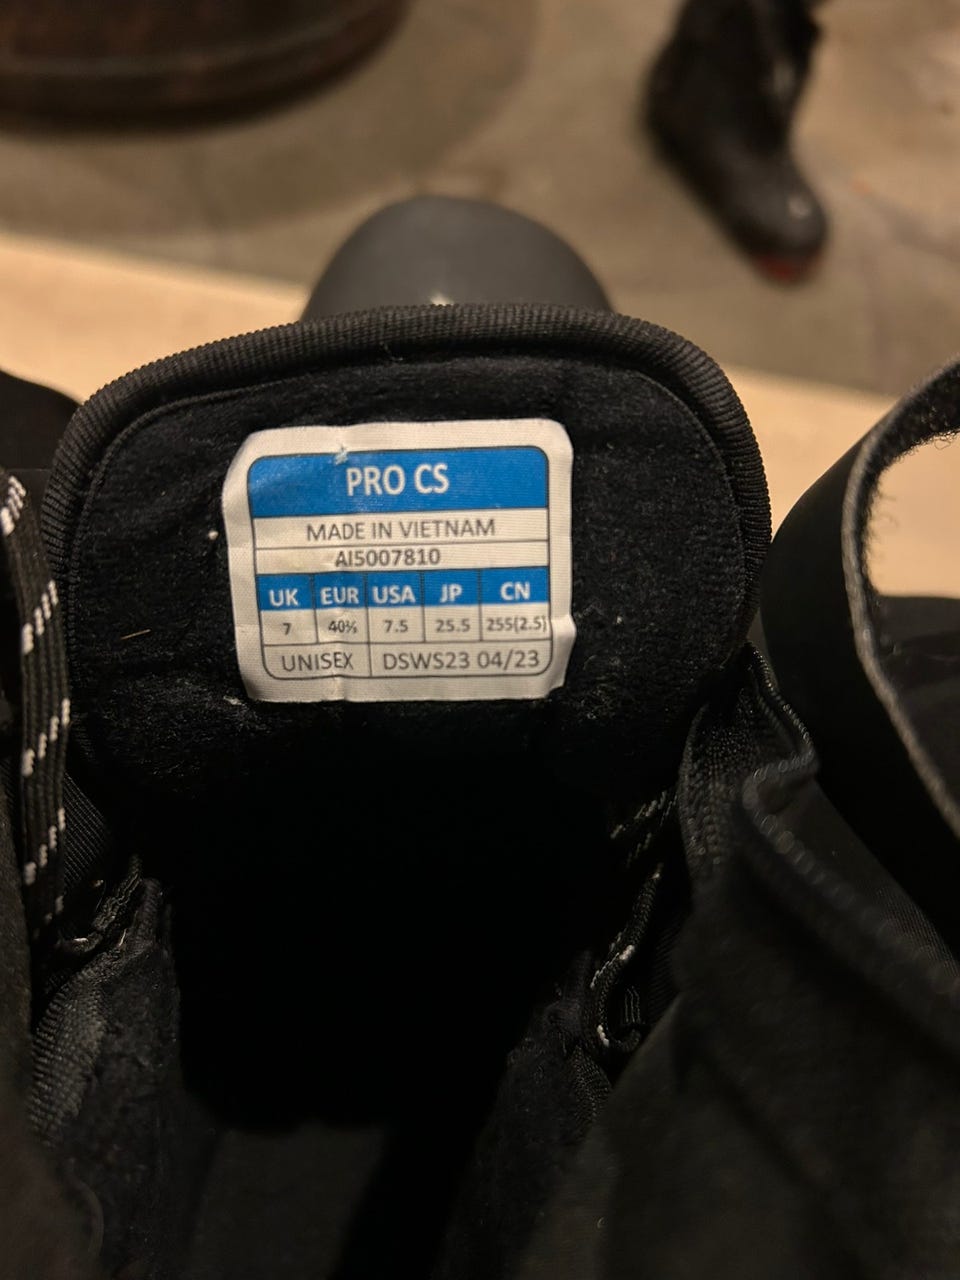 PRO CS
MADE IN VIETNAM
AI5007810
UK EUR USA JP CN
7 40⅔ 7.5 25.5 255(2.5)
UNISEX DSWS23 04/23